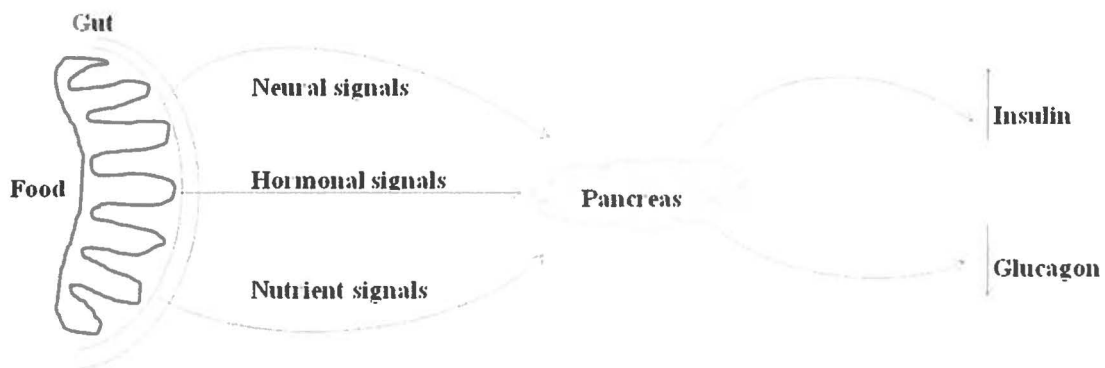 Gut
Neural signals
Insulin
Food
Hormonal signals
Pancreas
Glucagon
Nutrient signals